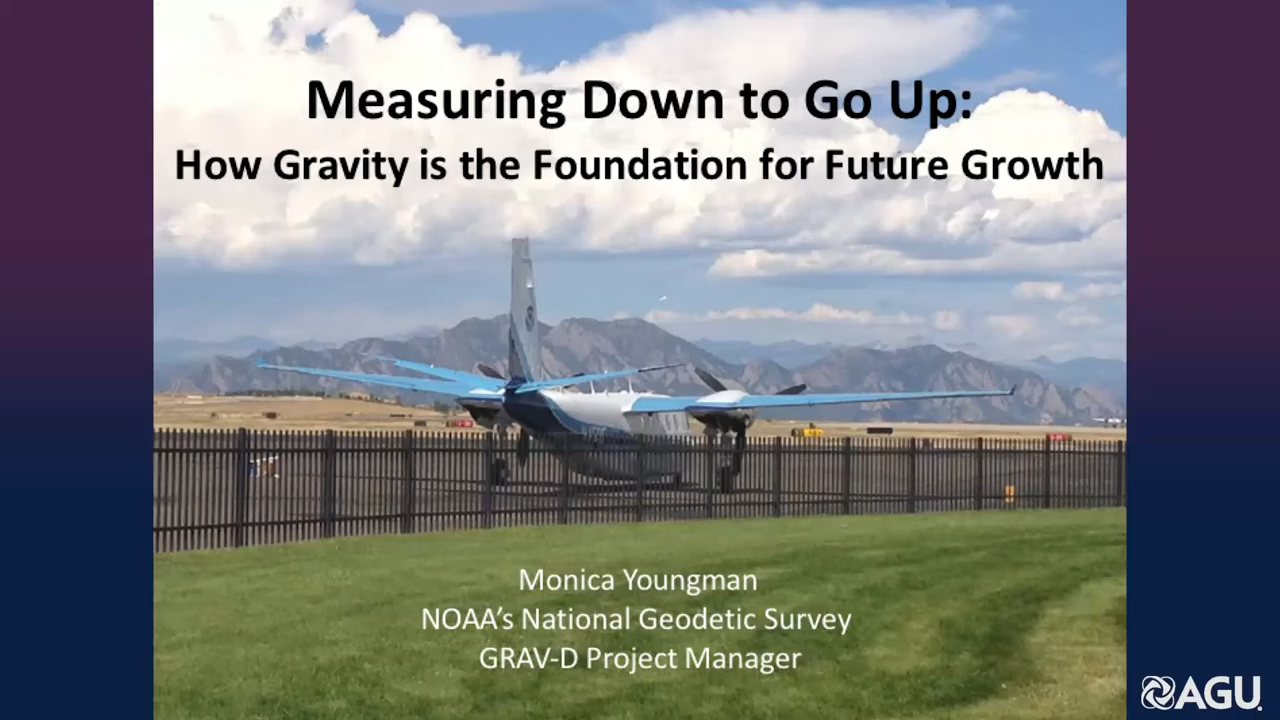 Measuring Down to Go Up:
How Gravity is the Foundation for Future Growth
Monica Youngman
NOAA's National Geodetic Survey
GRAV-D Project Manager
AGU